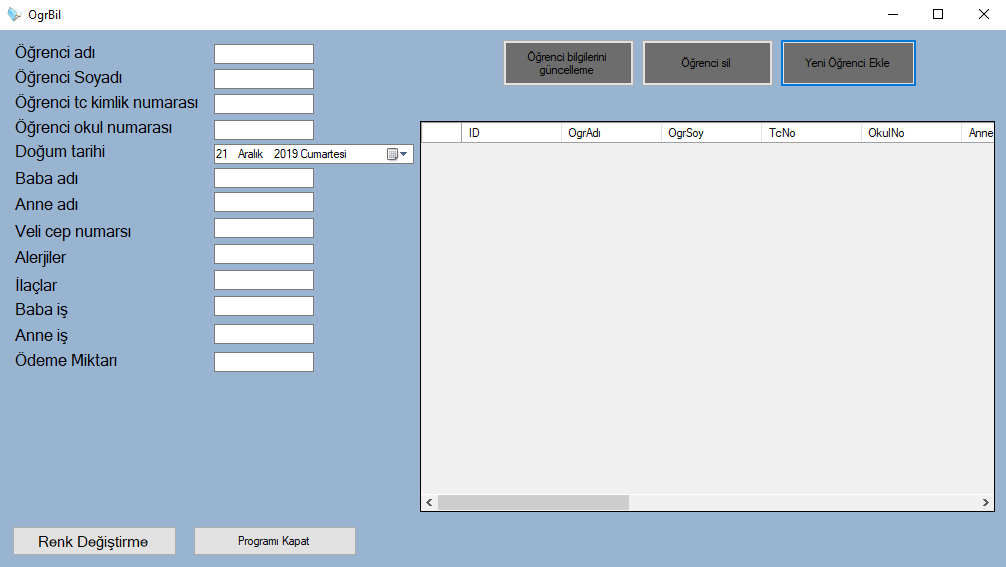 OgrBil
Öğrenci adı
Öğrenci Soyadı
Öğrenci tc kimlik numarası
Öğrenci okul numarası
Doğum tarihi
21 Aralık 2019 Cumartesi
Baba adı
Anne adı
Veli cep numarsı
Alerjiler
İlaçlar
Baba iş
Anne iş
Ödeme Miktarı
Öğrenci bilgilerini
güncelleme
Öğrenci sil
Yeni Öğrenci Ekle
ID OgrAdı OgrSoy TcNo OkulNo Anne
Renk Değiştirme
Programı Kapat